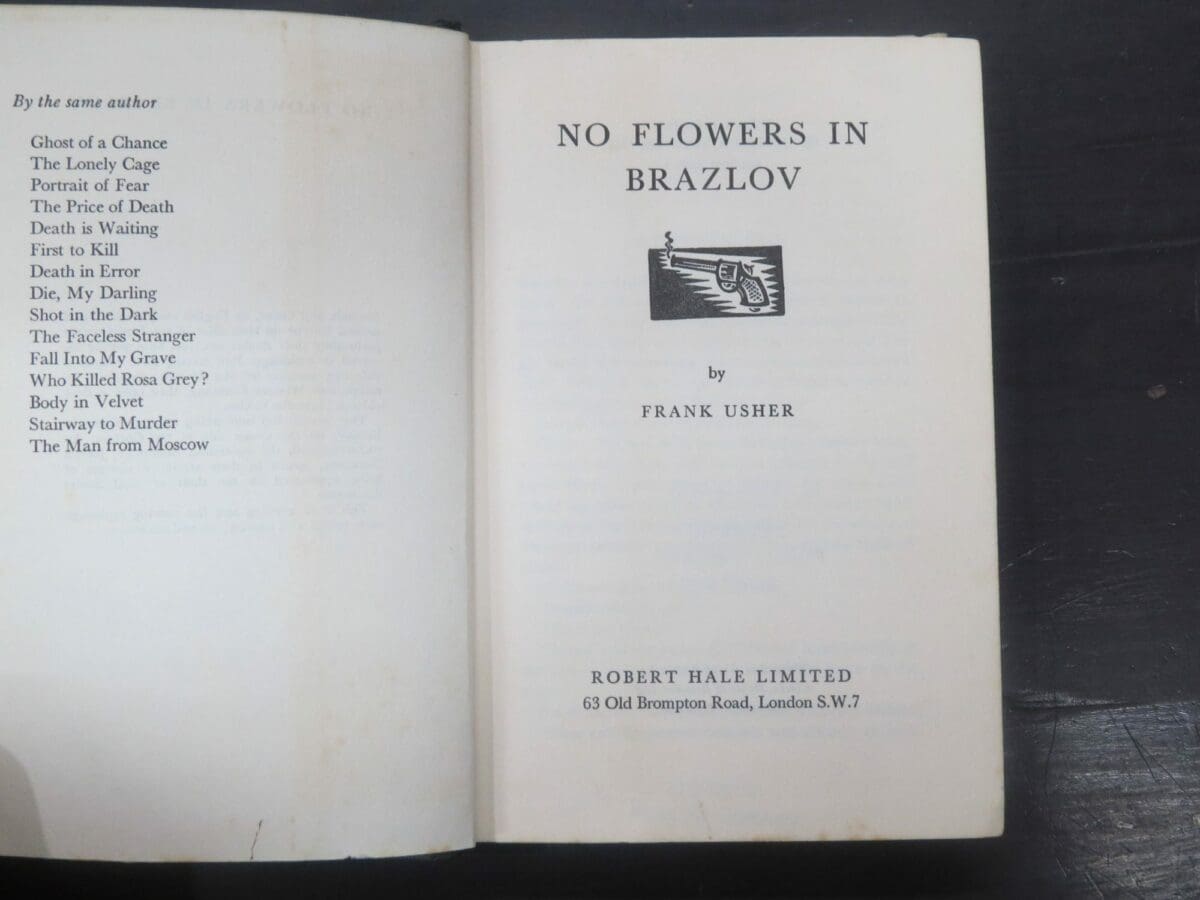 By the same author
Ghost of a Chance
The Lonely Cage
Portrait of Fear
The Price of Death
Death is Waiting
First to Kill
Death in Error
Die, My Darling
Shot in the Dark
The Faceless Stranger
Fall Into My Grave
Who Killed Rosa Grey?
Body in Velvet
Stairway to Murder
The Man from Moscow
NO FLOWERS IN
BRAZLOV
by
FRANK USHER
ROBERT HALE LIMITED
63 Old Brompton Road, London S.W.7